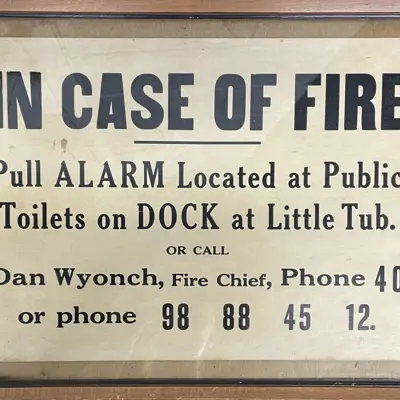 IN CASE OF FIRE
Pull ALARM Located at Public
Toilets on DOCK at Little Tub.
OR CALL
Dan Wyonch, Fire Chief, Phone 40
or phone 98 88 45 12.